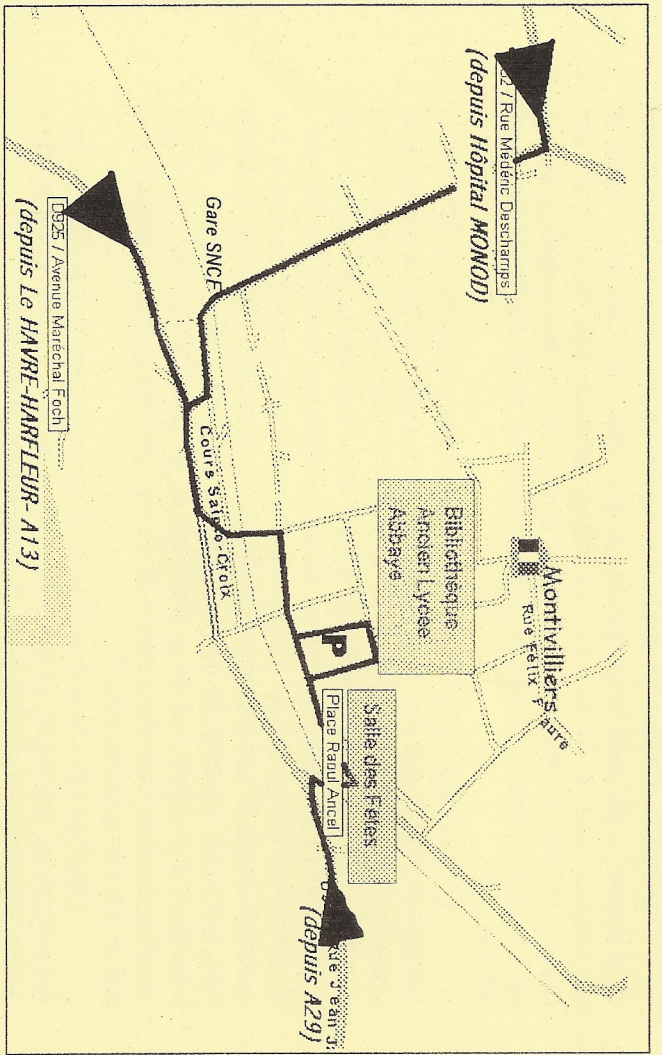 Rue Médéric Deschamps
(depuis Hôpital MONOD)
Montivilliers
Rue Félix Faure
Bibliothèque
Ancien Lycée
Abbaye
Salle des Fêtes
Place Raoul Ancel
P
Gare SNCF
Cours
D925 / Avenue Maréchal Foch
(depuis Le HAVRE-HARFLEUR- A13)
(depuis A29)